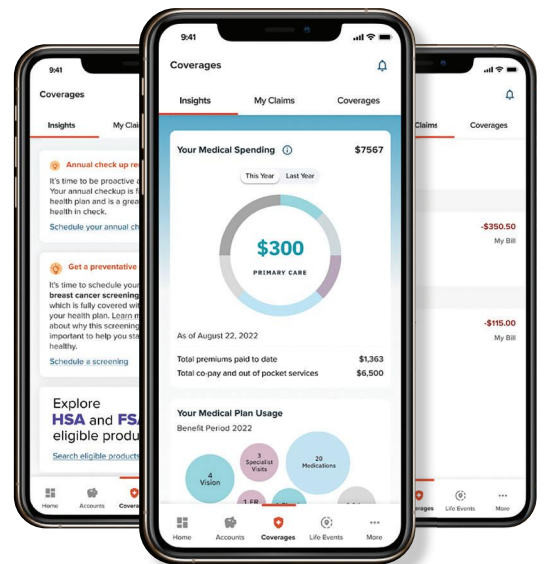 9:41
Coverages
Insights
My Clai
Annual check up re
It's time to be proactive a
Your annual checkup is f
health plan and is a grea
health in check.
Schedule your annual ch
Get a preventative
It's time to schedule your
breast cancer screening
which is fully covered wit
your health plan. Learn m
about why this screening
important to help you sta
healthy.
Schedule a screening
Explore
HSA and FS
eligible produ
Search eligible products
Home
Accounts
Covera
9:41
Coverages
Insights
My Claims
Coverages
Your Medical Spending
$7567
This Year
Last Year
$300
PRIMARY CARE
As of August 22, 2022
Total premiums paid to date
$1,363
Total co-pay and out of pocket services
$6,500
Your Medical Plan Usage
Benefit Period 2022
4
Vision
3
Specialist
Visits
20
Medications
1 ER
Home
Accounts
Coverages
Life Events
More
Claims
Coverages
-$350.50
My Bill
-$115.00
My Bill
erages
Life Events
More